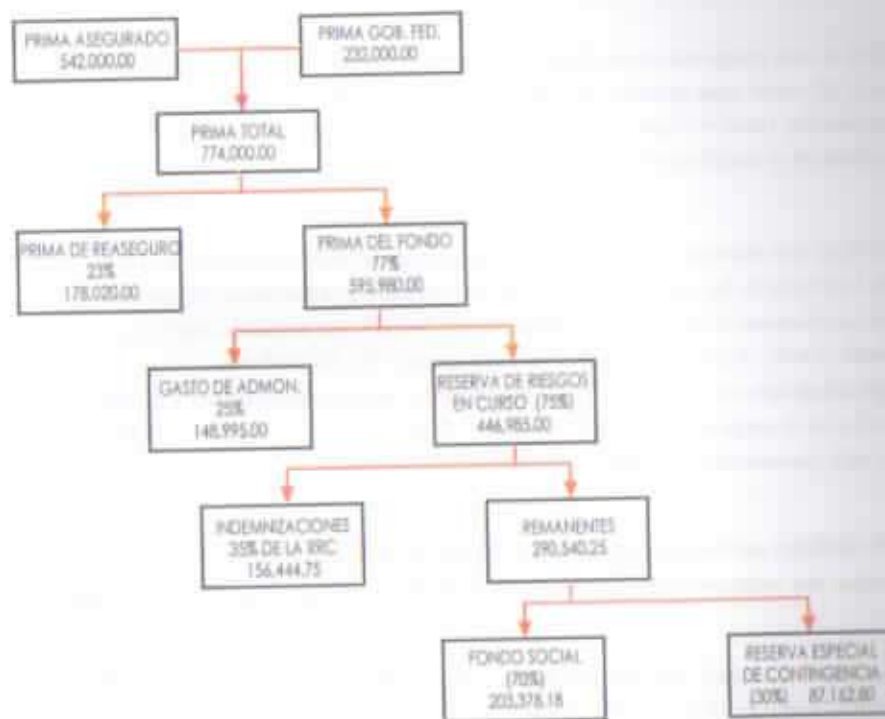 PRIMA ASEGURADO
542,000.00
PRIMA GOB. FED.
232,000.00
PRIMA TOTAL
774,000.00
PRIMA DE REASEGURO
23%
178,020.00
PRIMA DEL FONDO
77%
595,980.00
GASTO DE ADMON.
25%
148,995.00
RESERVA DE RIESGOS
EN CURSO (75%)
446,985.00
INDEMNIZACIONES
35% DE LA RRC
156,444.75
REMANENTES
290,540.25
FONDO SOCIAL
(70%)
203,378.18
RESERVA ESPECIAL
DE CONTINGENCIA
(30%) 87,162.80